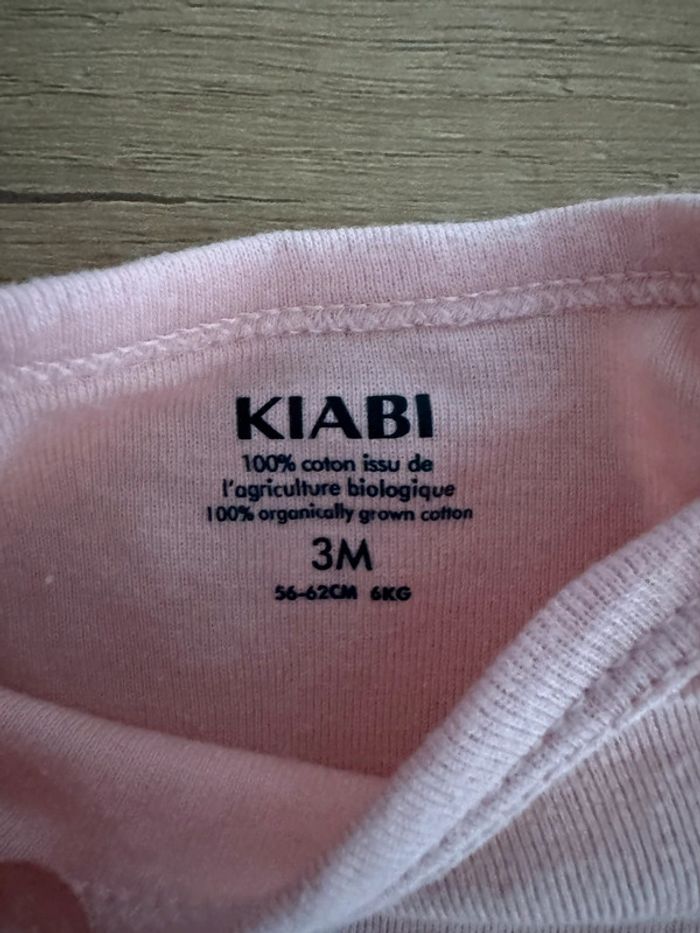 KIABI
100% coton issu de
l'agriculture biologique
100% organically grown cotton
3M
56-62CM 6KG